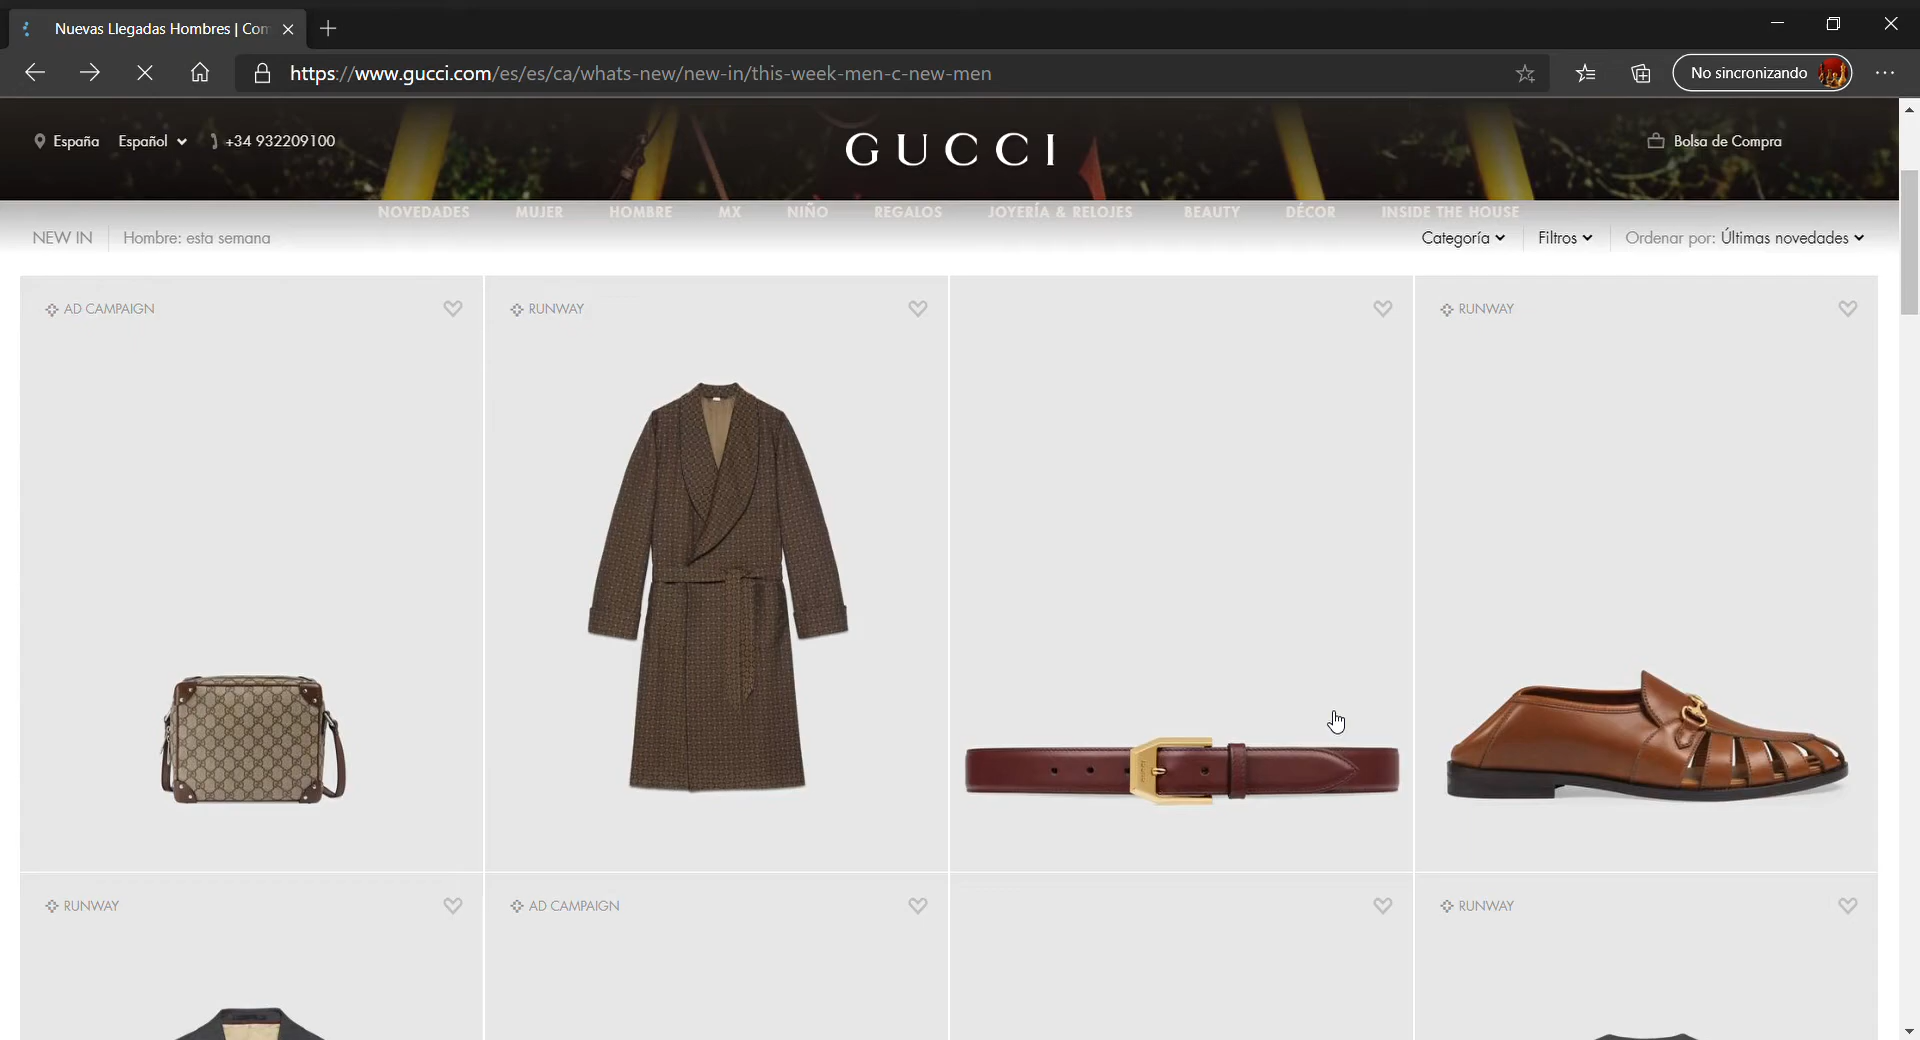 Nuevas Llegadas Hombres | Com
https://www.gucci.com/es/es/ca/whats-new/new-in/this-week-men-c-new-men
No sincronizando
España Español +34 932209100
GUCCI
Bolsa de Compra
NOVEDADES MUJER HOMBRE MX NIÑO REGALOS JOYERÍA & RELOJES BEAUTY DÉCOR INSIDE THE HOUSE
NEW IN Hombre: esta semana
Categoría Filtros Ordenar por: Últimas novedades
AD CAMPAIGN
RUNWAY
RUNWAY
RUNWAY
AD CAMPAIGN
RUNWAY